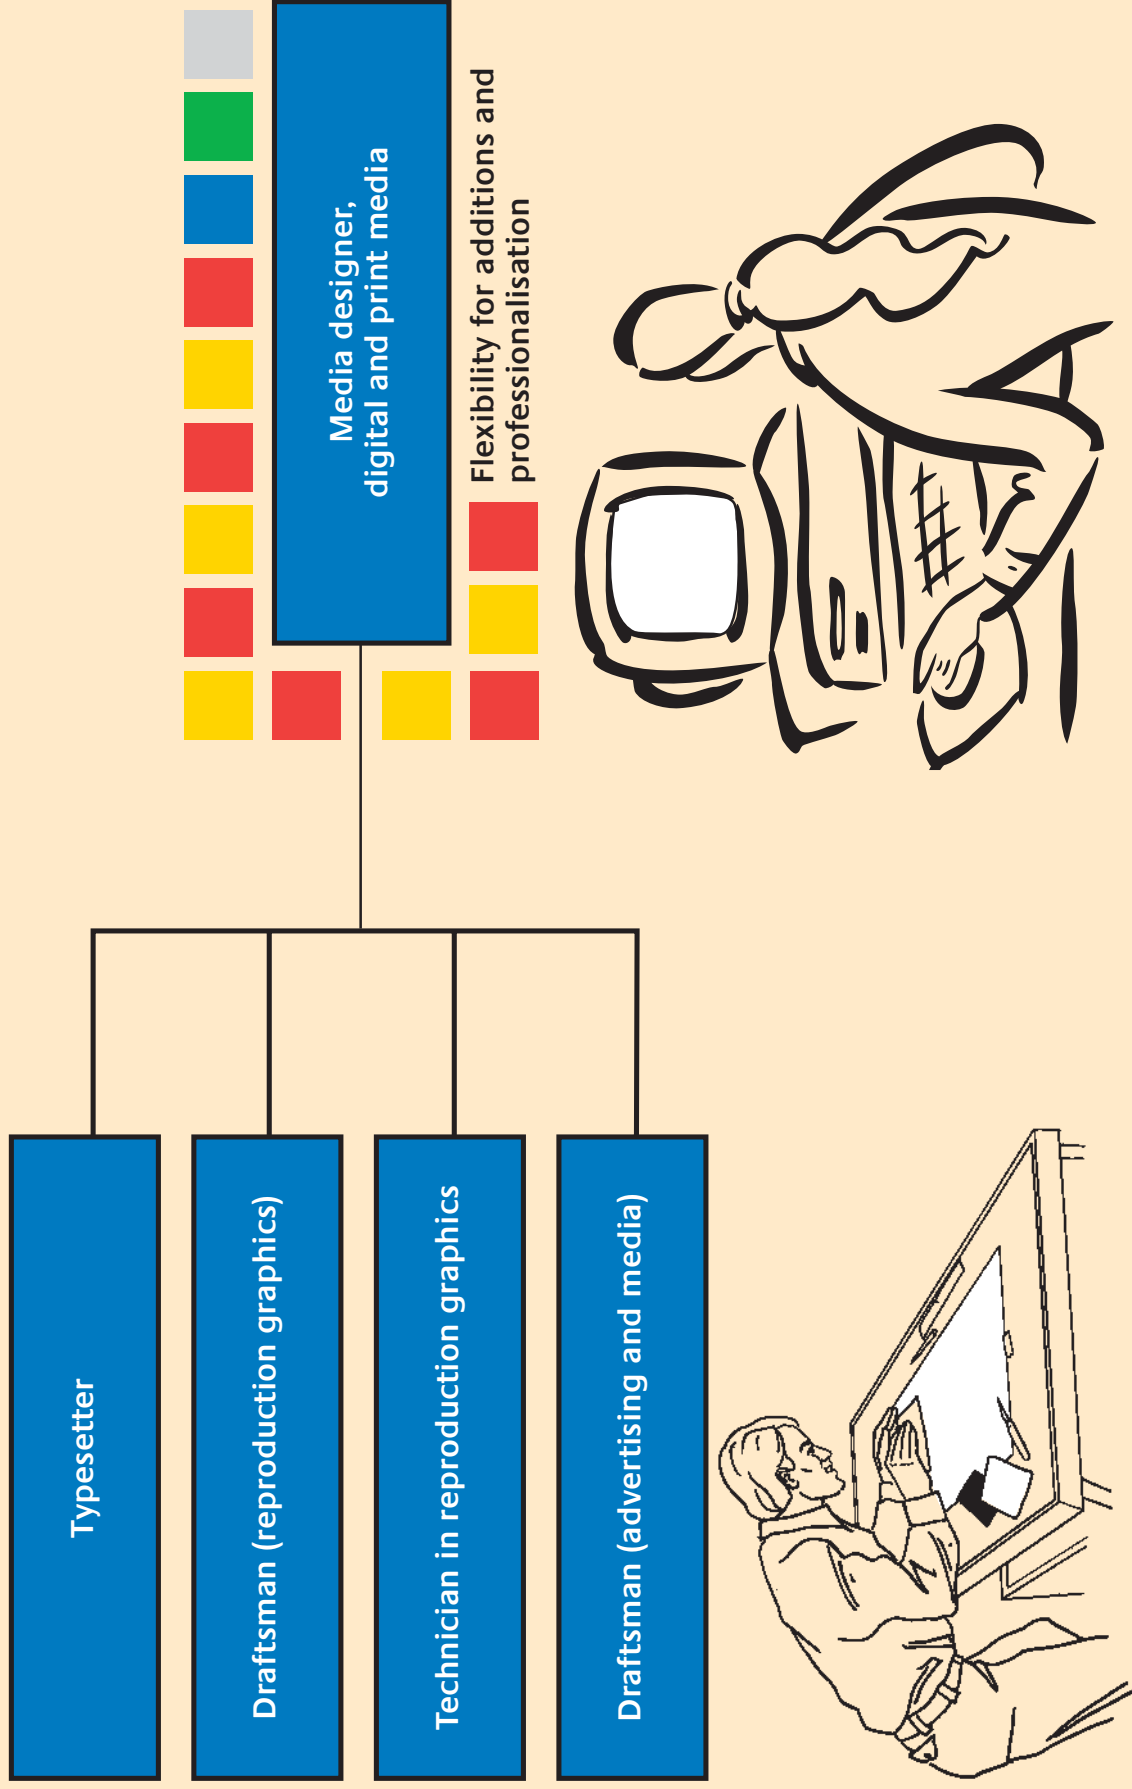 Typesetter
Draftsman (reproduction graphics)
Technician in reproduction graphics
Draftsman (advertising and media)
Media designer,
digital and print media
Flexibility for additions and
professionalisation